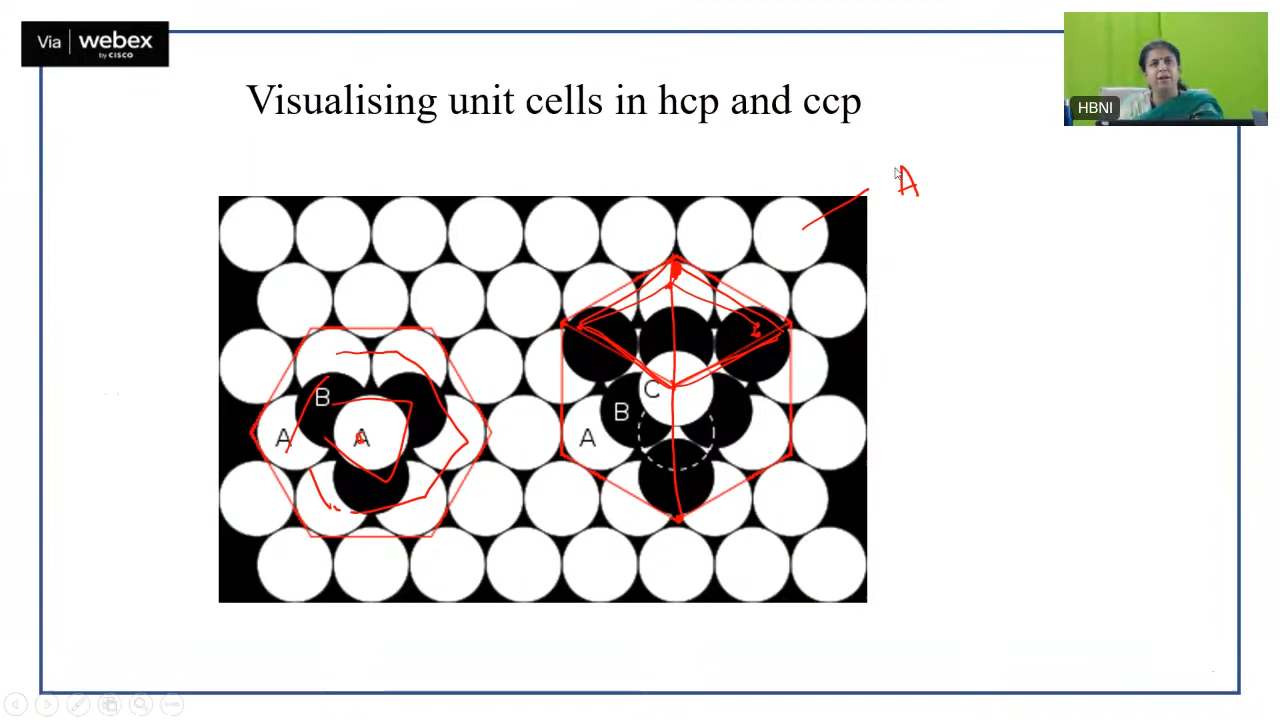 Via webex
by CISCO
HBNI
Visualising unit cells in hcp and ccp
A
B
A
A
C
B
A